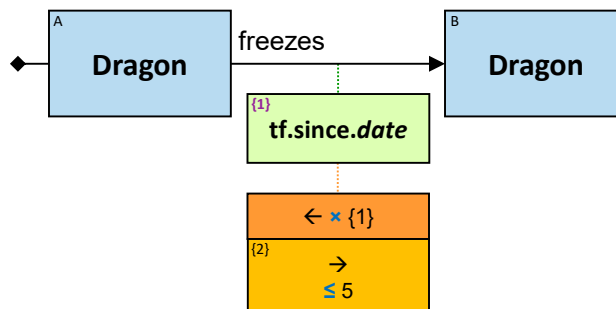 A
Dragon
freezes
B
Dragon
{1}
tf.since.date
← × {1}
{2}
→
≤ 5